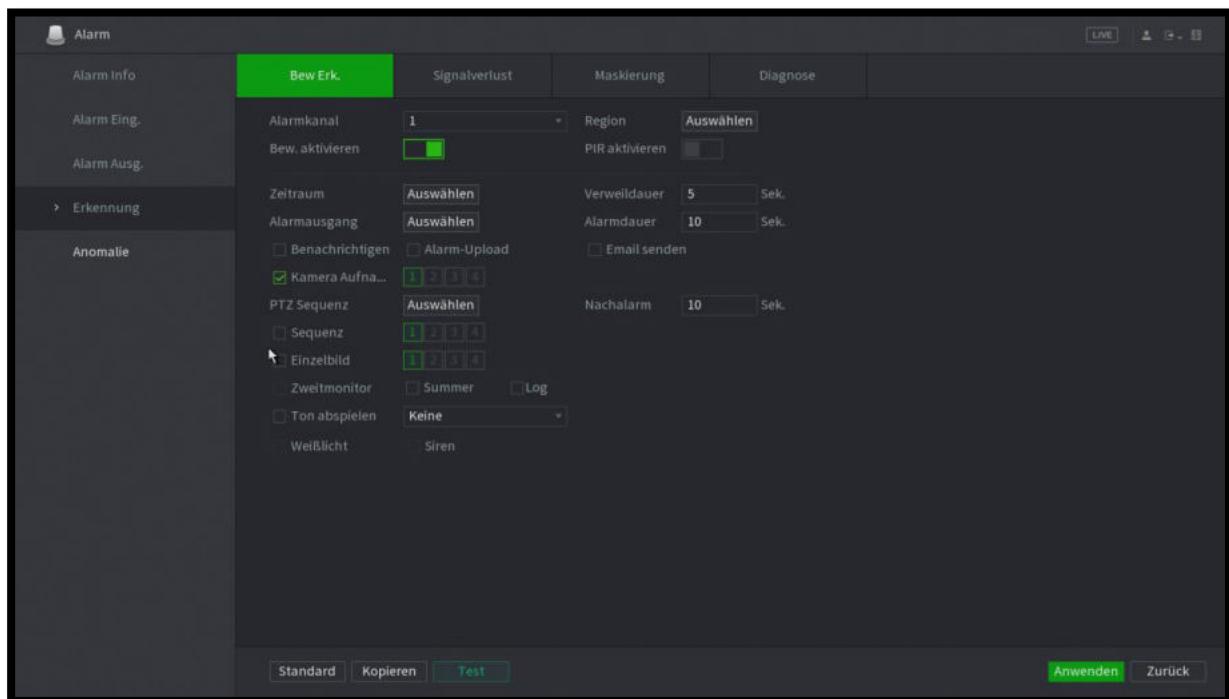 Alarm
LIVE
Alarm Info
Alarm Eing.
Alarm Ausg.
Erkennung
Anomalie
Bew Erk. Signalverlust Maskierung Diagnose
Alarmkanal 1 Region Auswählen
Bew. aktivieren PIR aktivieren
Zeitraum Auswählen Verweildauer 5 Sek.
Alarmausgang Auswählen Alarmdauer 10 Sek.
Benachrichtigen Alarm-Upload Email senden
Kamera Aufna... 1 2 3 4
PTZ Sequenz Auswählen Nachalarm 10 Sek.
Sequenz 1 2 3 4
Einzelbild 1 2 3 4
Zweitmonitor Summer Log
Ton abspielen Keine
Weißlicht Siren
Standard Kopieren Test Anwenden Zurück